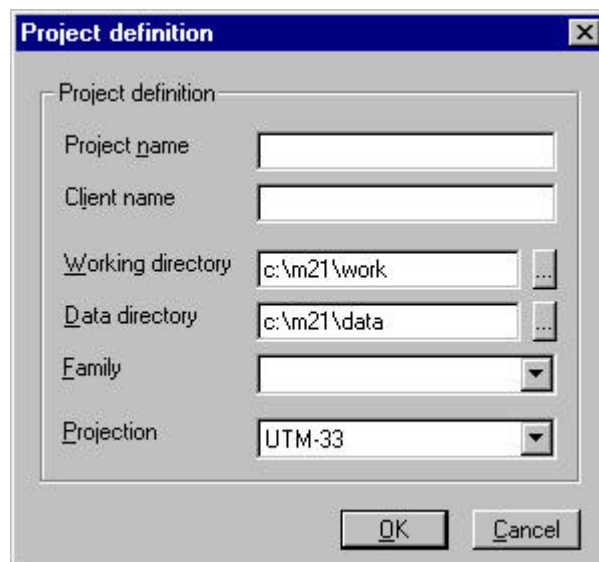 Project definition
Project definition
Project name
Client name
Working directory c:\m21\work ...
Data directory c:\m21\data ...
Family
Projection UTM-33
OK Cancel